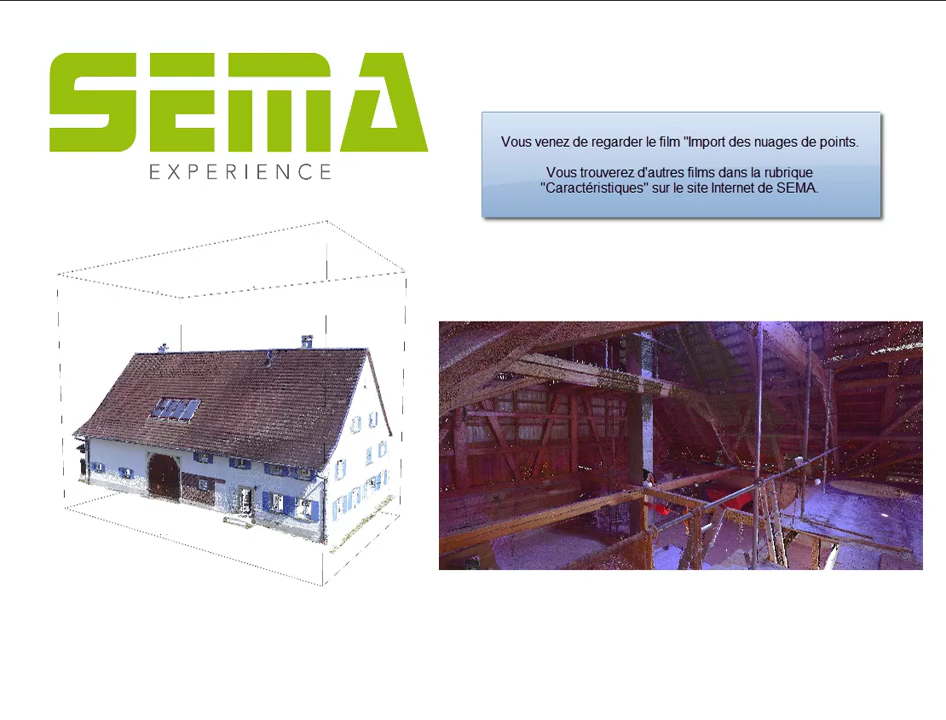 SEMA
EXPERIENCE
Vous venez de regarder le film "Import des nuages de points.
Vous trouverez d'autres films dans la rubrique
"Caractéristiques" sur le site Internet de SEMA.